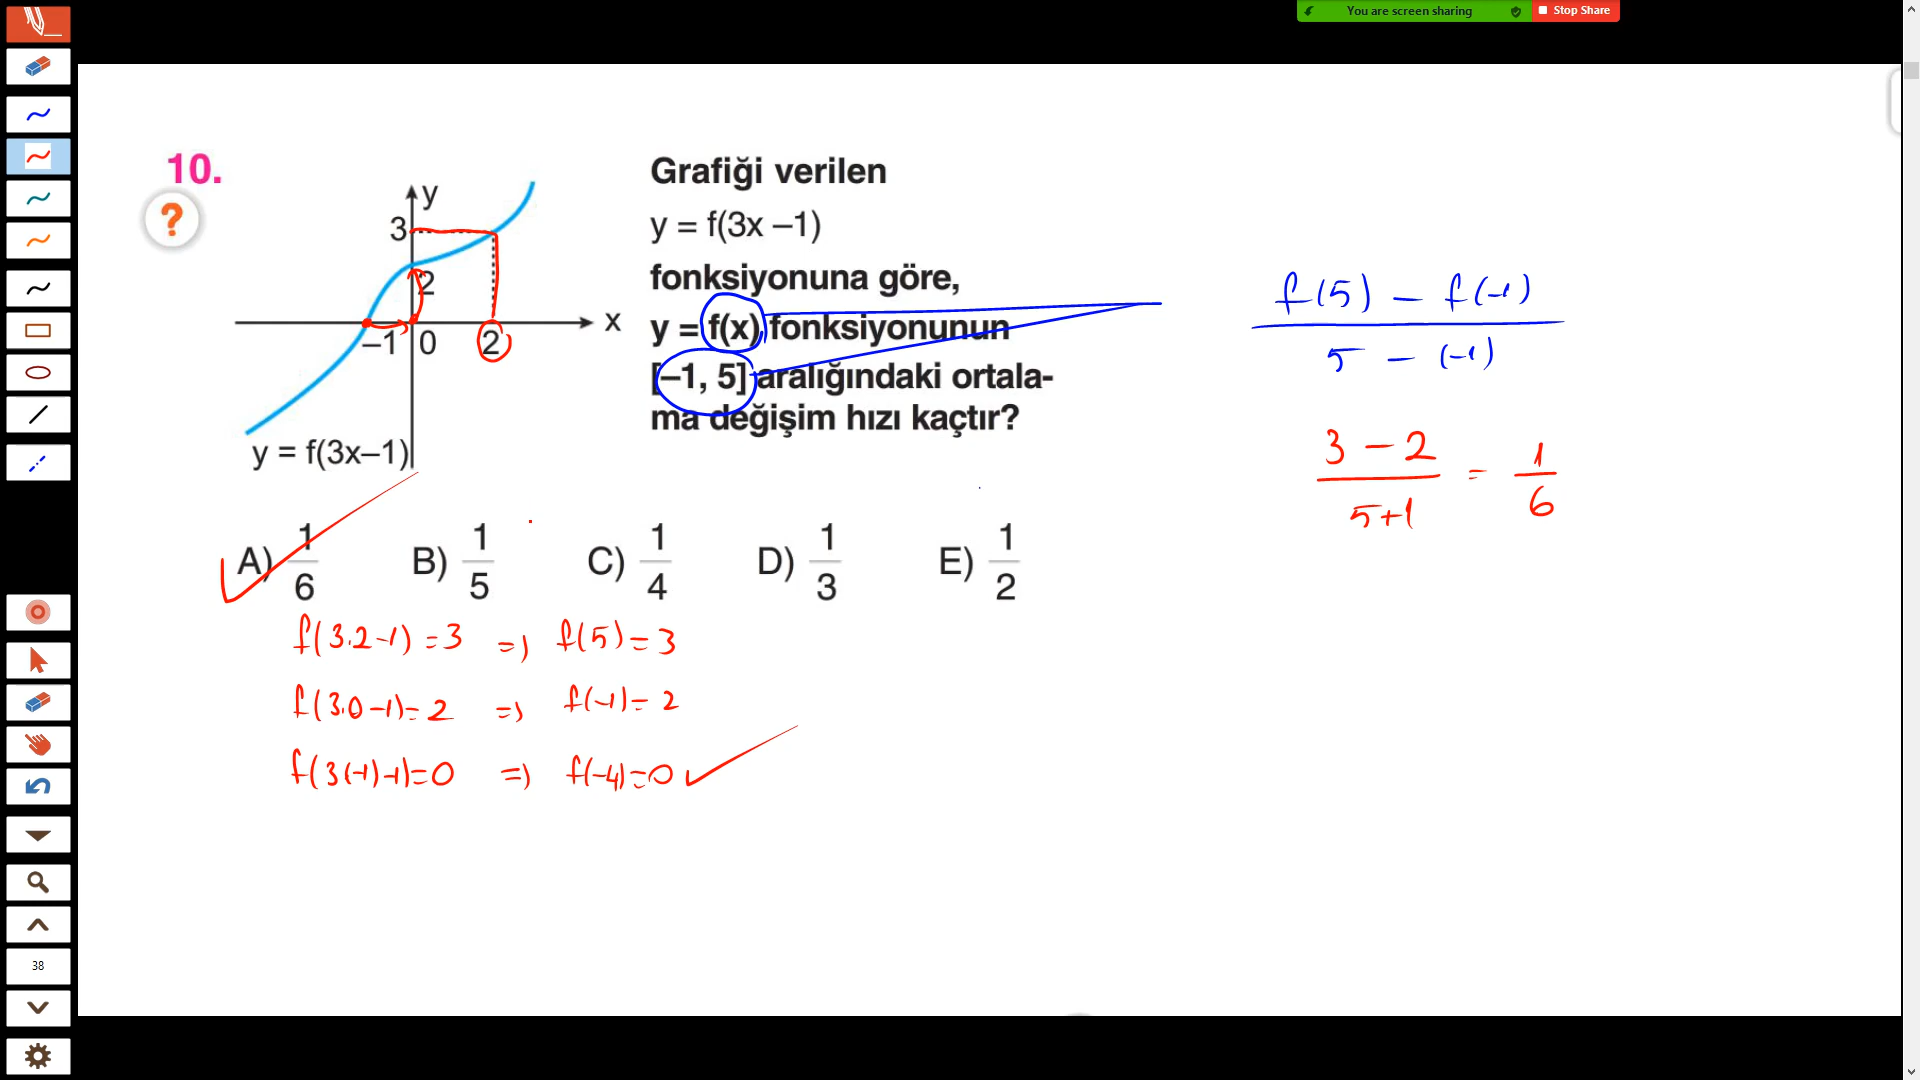 You are screen sharing
Stop Share
10.
?
y
3
2
-1 0 2 x
y = f(3x-1)
Grafiği verilen
y = f(3x -1)
fonksiyonuna göre,
y = f(x) fonksiyonunun
[-1, 5] aralığındaki ortala-
ma değişim hızı kaçtır?
f(5) - f(-1)
5 - (-1)
3 - 2 = 1
5+1 6
A) 1/6 B) 1/5 C) 1/4 D) 1/3 E) 1/2
f(3.2-1)=3 => f(5)=3
f(3.0-1)=2 => f(-1)=2
f(3(-1)-1)=0 => f(-4)=0
38